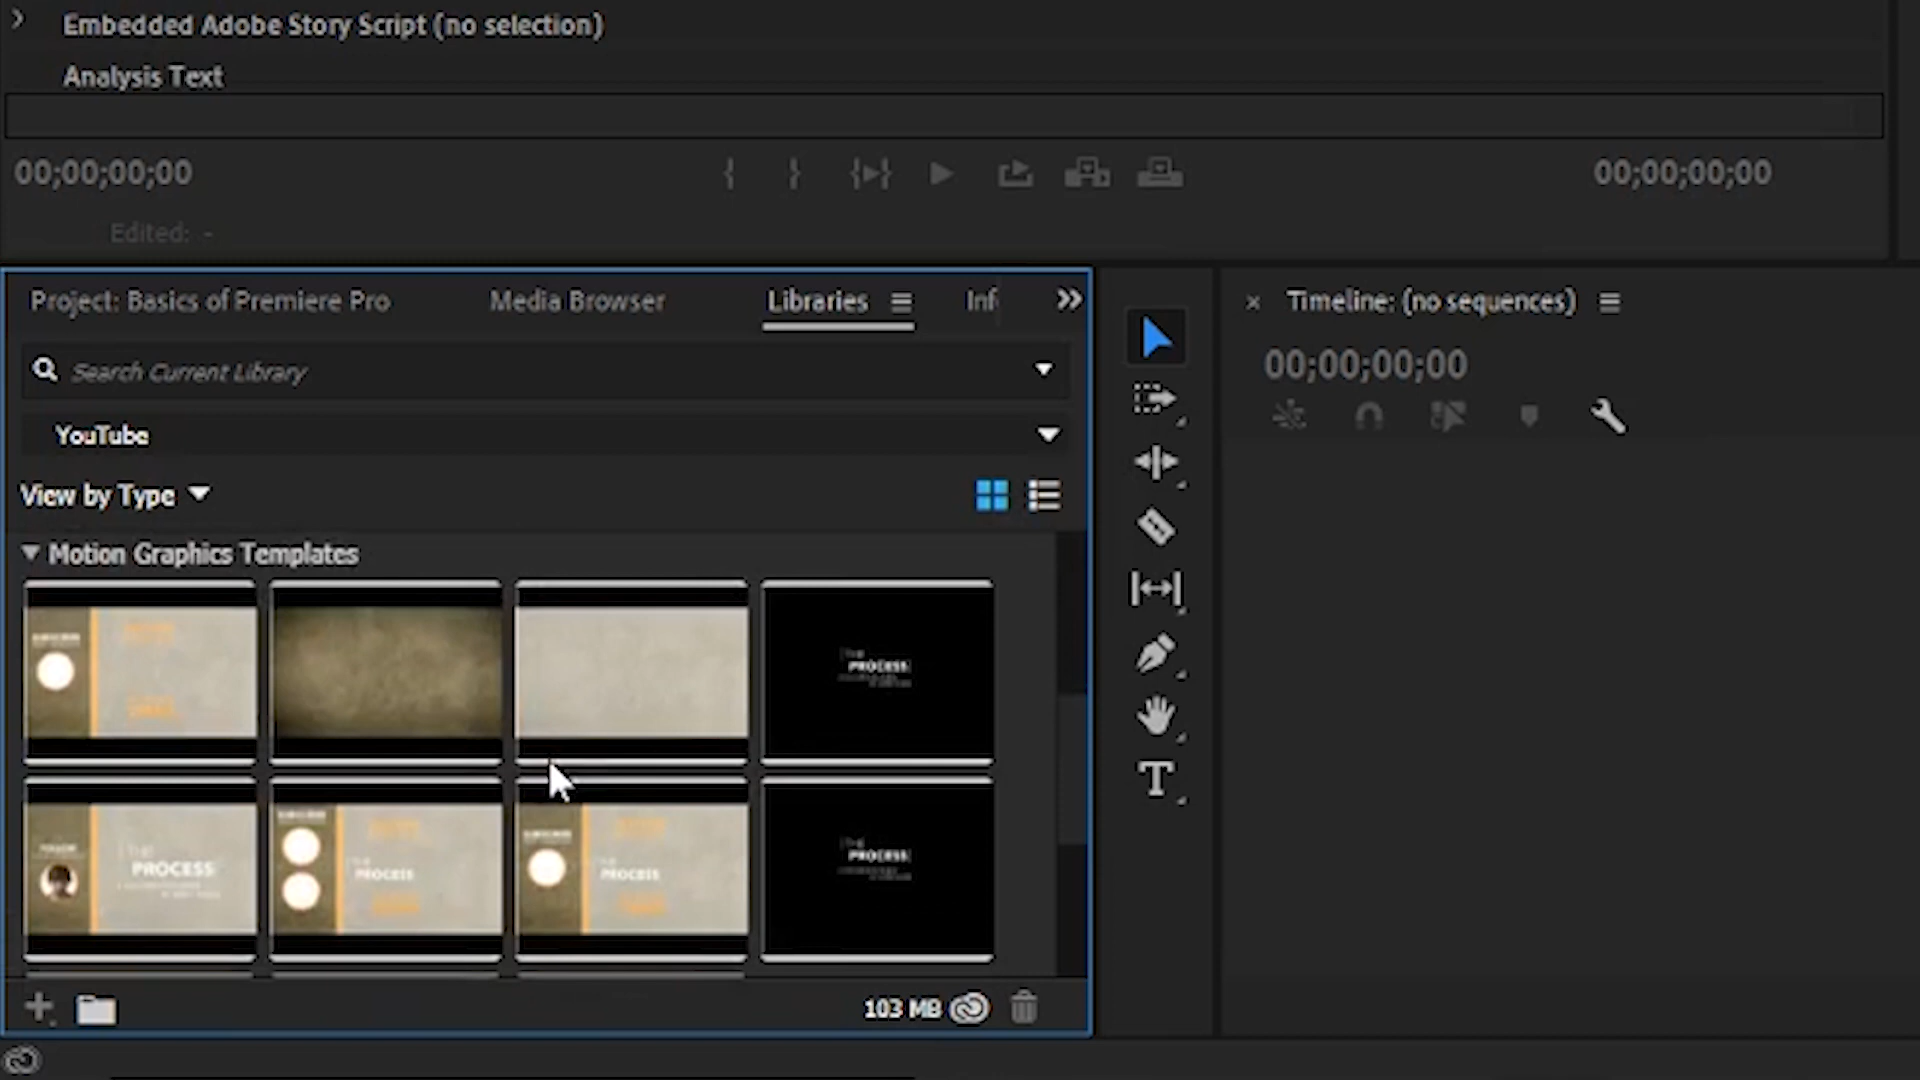 Embedded Adobe Story Script (no selection)
Analysis Text
00;00;00;00
00;00;00;00
Edited: -
Project: Basics of Premiere Pro
Media Browser
Libraries
Inf
Timeline: (no sequences)
00;00;00;00
Search Current Library
YouTube
View by Type
Motion Graphics Templates
PROCESS
PROCESS
PROCESS
PROCESS
PROCESS
103 MB